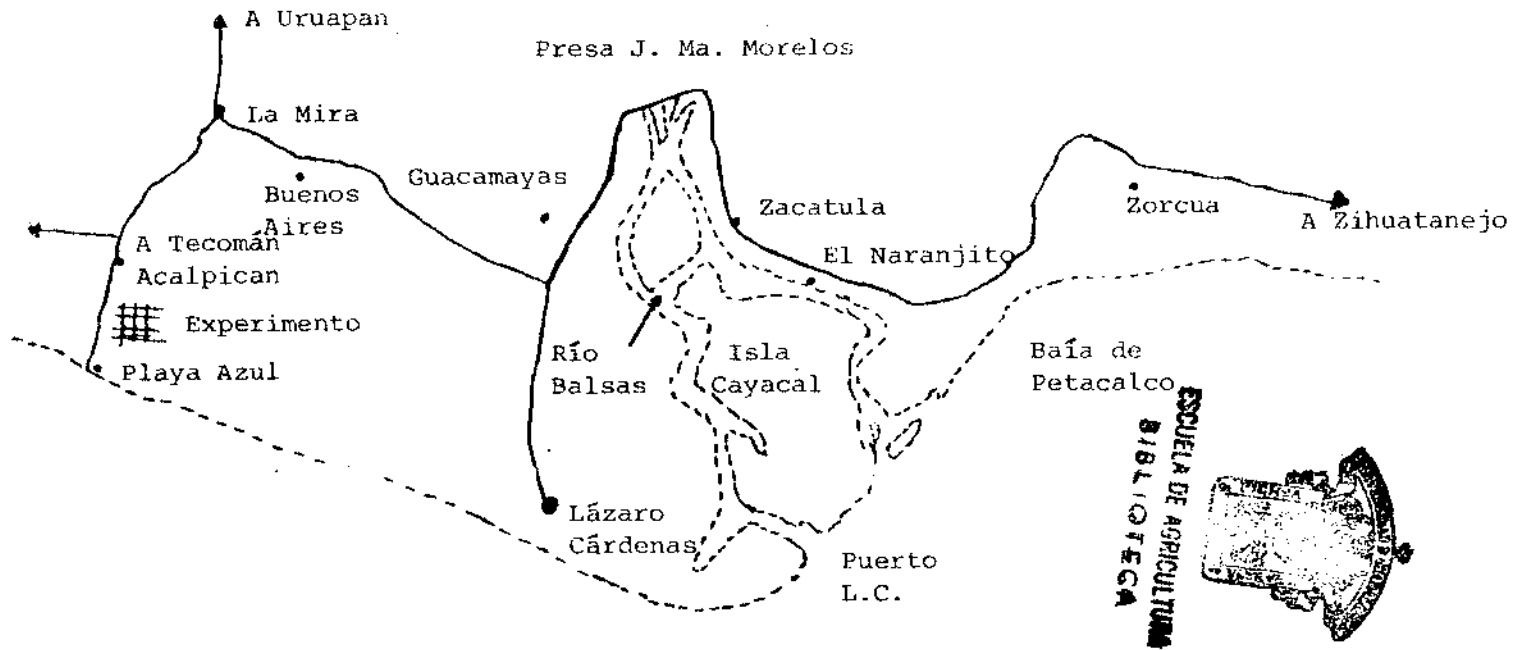 A Uruapan
Presa J. Ma. Morelos
La Mira
Guacamayas
Buenos
Aires
Zacatula
Zorcua
A Zihuatanejo
A Tecomán
Acalpican
El Naranjito
Experimento
Río
Balsas
Isla
Cayacal
Baía de
Petacalco
Playa Azul
Lázaro
Cárdenas
Puerto
L.C.
ESCUELA DE AGRICULTURA
BIBLIOTECA